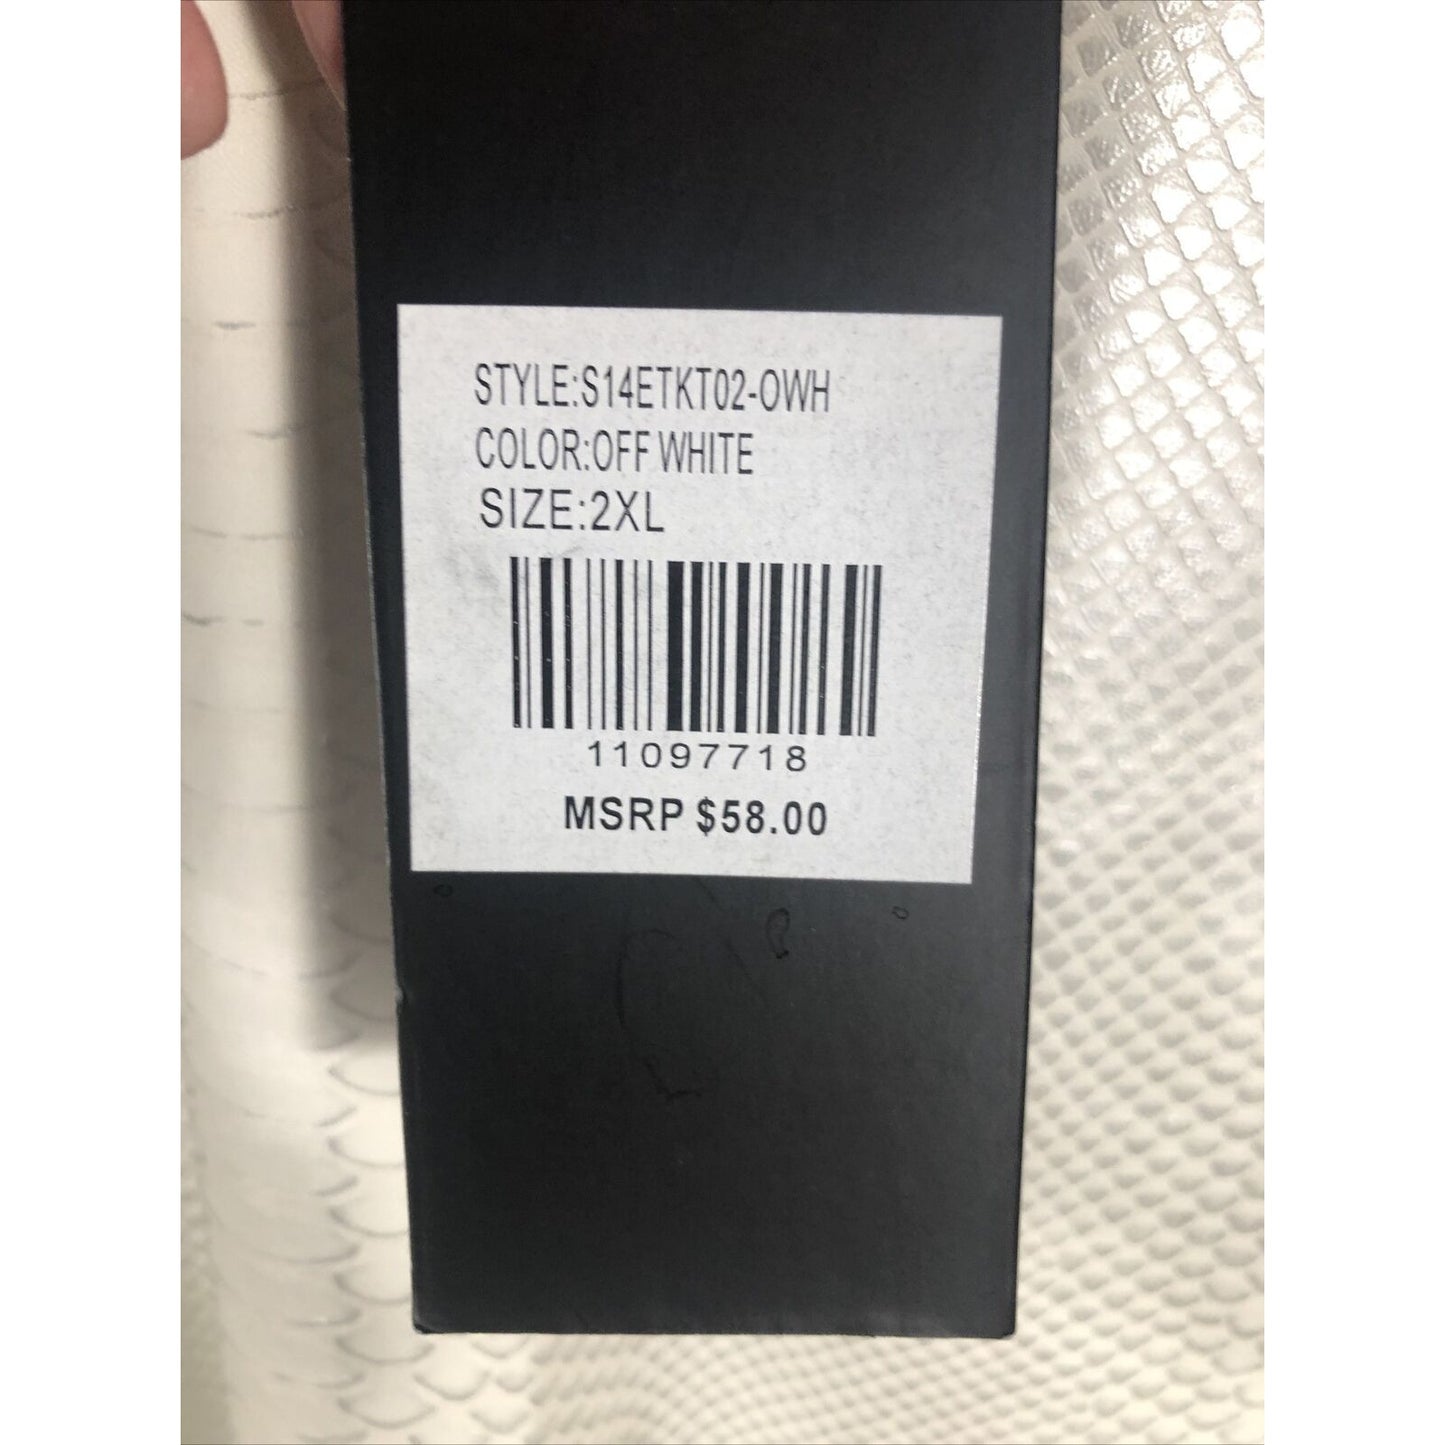 STYLE:S14ETKT02-OWH
COLOR:OFF WHITE
SIZE:2XL
11097718
MSRP $58.00